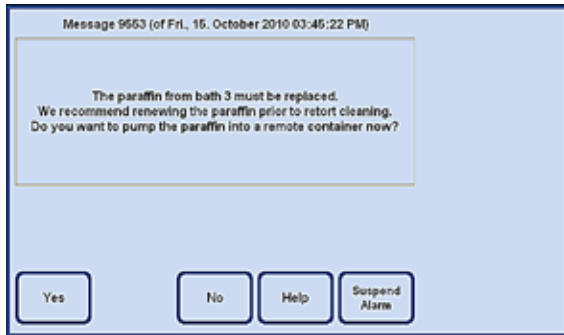 Message 9553 (of Fri., 15. October 2010 03:45:22 PM)
The paraffin from bath 3 must be replaced.
We recommend renewing the paraffin prior to retort cleaning.
Do you want to pump the paraffin into a remote container now?
Yes
No
Help
Suspend
Alarm